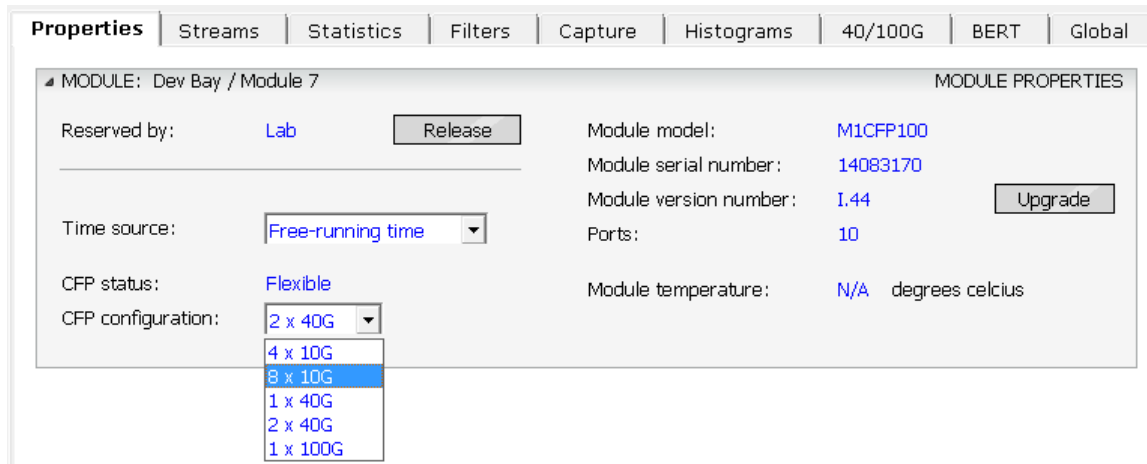 Properties Streams Statistics Filters Capture Histograms 40/100G BERT Global
MODULE: Dev Bay / Module 7 MODULE PROPERTIES
Reserved by: Lab Release Module model: M1CFP100
Module serial number: 14083170
Module version number: I.44 Upgrade
Time source: Free-running time Ports: 10
CFP status: Flexible Module temperature: N/A degrees celcius
CFP configuration: 2 x 40G
4 x 10G
8 x 10G
1 x 40G
2 x 40G
1 x 100G